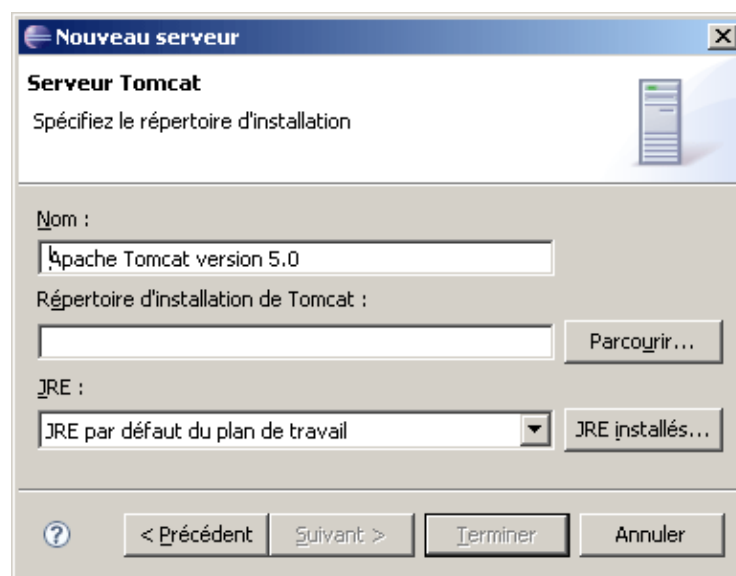 Nouveau serveur
Serveur Tomcat
Spécifiez le répertoire d'installation
Nom :
Apache Tomcat version 5.0
Répertoire d'installation de Tomcat :
Parcourir...
JRE :
JRE par défaut du plan de travail
JRE installés...
? < Précédent Suivant > Terminer Annuler